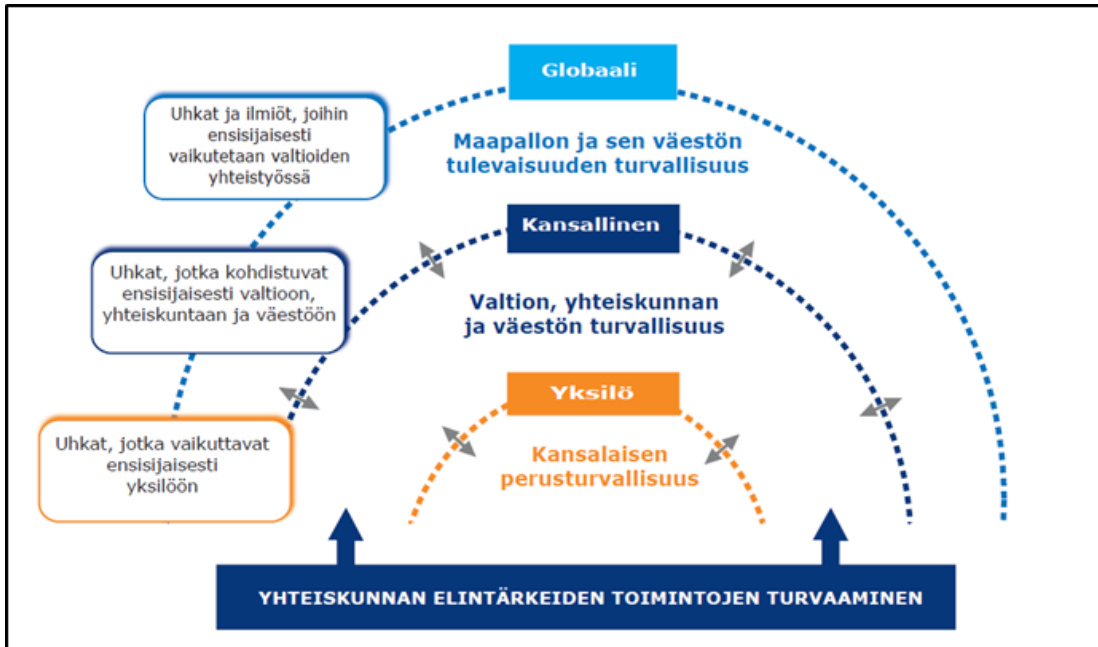 Globaali
Uhkat ja ilmiöt, joihin
ensisijaisesti
vaikutetaan valtioiden
yhteistyössä
Maapallon ja sen väestön
tulevaisuuden turvallisuus
Kansallinen
Uhkat, jotka kohdistuvat
ensisijaisesti valtioon,
yhteiskuntaan ja väestöön
Valtion, yhteiskunnan
ja väestön turvallisuus
Yksilö
Uhkat, jotka vaikuttavat
ensisijaisesti
yksilöön
Kansalaisen
perusturvallisuus
YHTEISKUNNAN ELINTÄRKEIDEN TOIMINTOJEN TURVAAMINEN